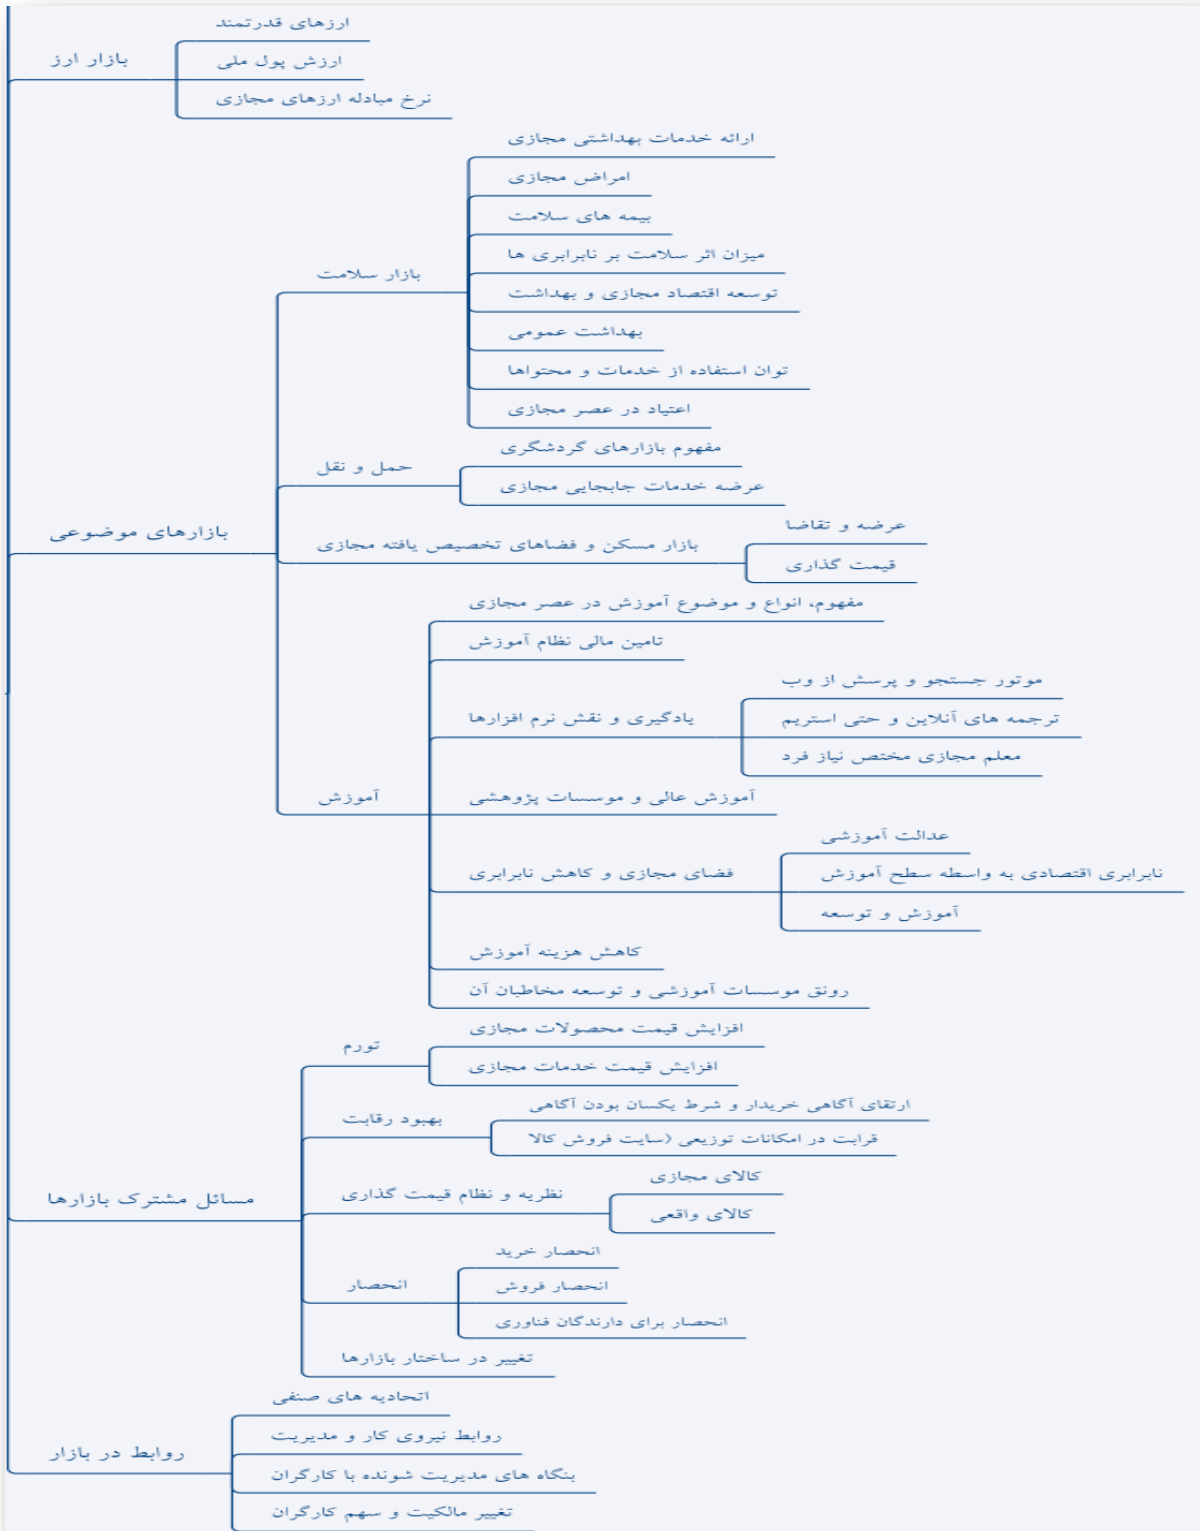 ارزهای قدرتمند
بازار ارز
ارزش پول ملی
نرخ مبادله ارزهای مجازی
ارائه خدمات بهداشتی مجازی
امراض مجازی
بیمه های سلامت
میزان اثر سلامت بر نابرابری ها
بازار سلامت
توسعه اقتصاد مجازی و بهداشت
بهداشت عمومی
توان استفاده از خدمات و محتواها
اعتیاد در عصر مجازی
مفهوم بازارهای گردشگری
حمل و نقل
عرضه خدمات جابجایی مجازی
بازارهای موضوعی
عرضه و تقاضا
بازار مسکن و فضاهای تخصیص یافته مجازی
قیمت گذاری
مفهوم، انواع و موضوع آموزش در عصر مجازی
تامین مالی نظام آموزش
موتور جستجو و پرسش از وب
یادگیری و نقش نرم افزارها
ترجمه های آنلاین و حتی استریم
معلم مجازی مختص نیاز فرد
آموزش
آموزش عالی و موسسات پژوهشی
عدالت آموزشی
فضای مجازی و کاهش نابرابری
نابرابری اقتصادی به واسطه سطح آموزش
آموزش و توسعه
کاهش هزینه آموزش
رونق موسسات آموزشی و توسعه مخاطبان آن
افزایش قیمت محصولات مجازی
تورم
افزایش قیمت خدمات مجازی
ارتقای آگاهی خریدار و شرط یکسان بودن آگاهی
بهبود رقابت
قرابت در امکانات توزیعی (سایت فروش کالا
کالای مجازی
مسائل مشترک بازارها
نظریه و نظام قیمت گذاری
کالای واقعی
انحصار خرید
انحصار
انحصار فروش
انحصار برای دارندگان فناوری
تغییر در ساختار بازارها
اتحادیه های صنفی
روابط نیروی کار و مدیریت
روابط در بازار
بنگاه های مدیریت شونده با کارگران
تغییر مالکیت و سهم کارگران